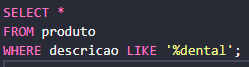 SELECT *
FROM produto
WHERE descricao LIKE '%dental';